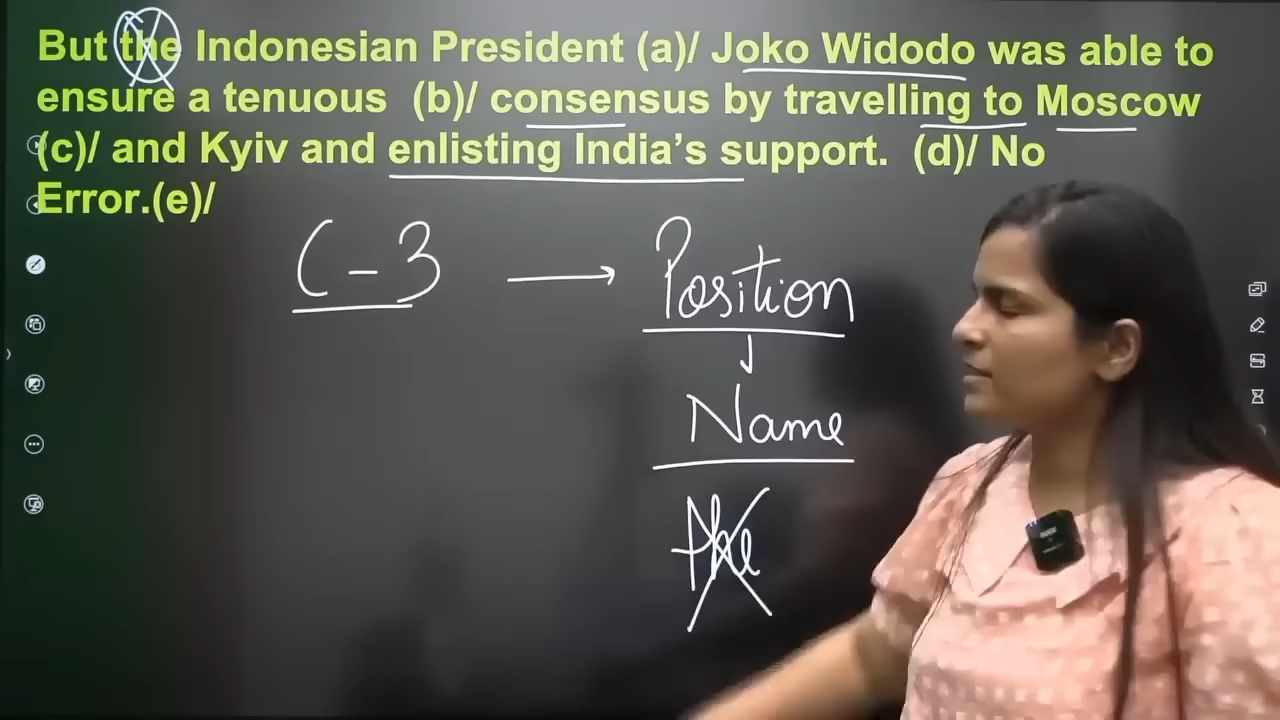 But the Indonesian President (a)/ Joko Widodo was able to
ensure a tenuous (b)/ consensus by travelling to Moscow
(c)/ and Kyiv and enlisting India's support. (d)/ No
Error.(e)/
C-3 → Position
↓
Name
the